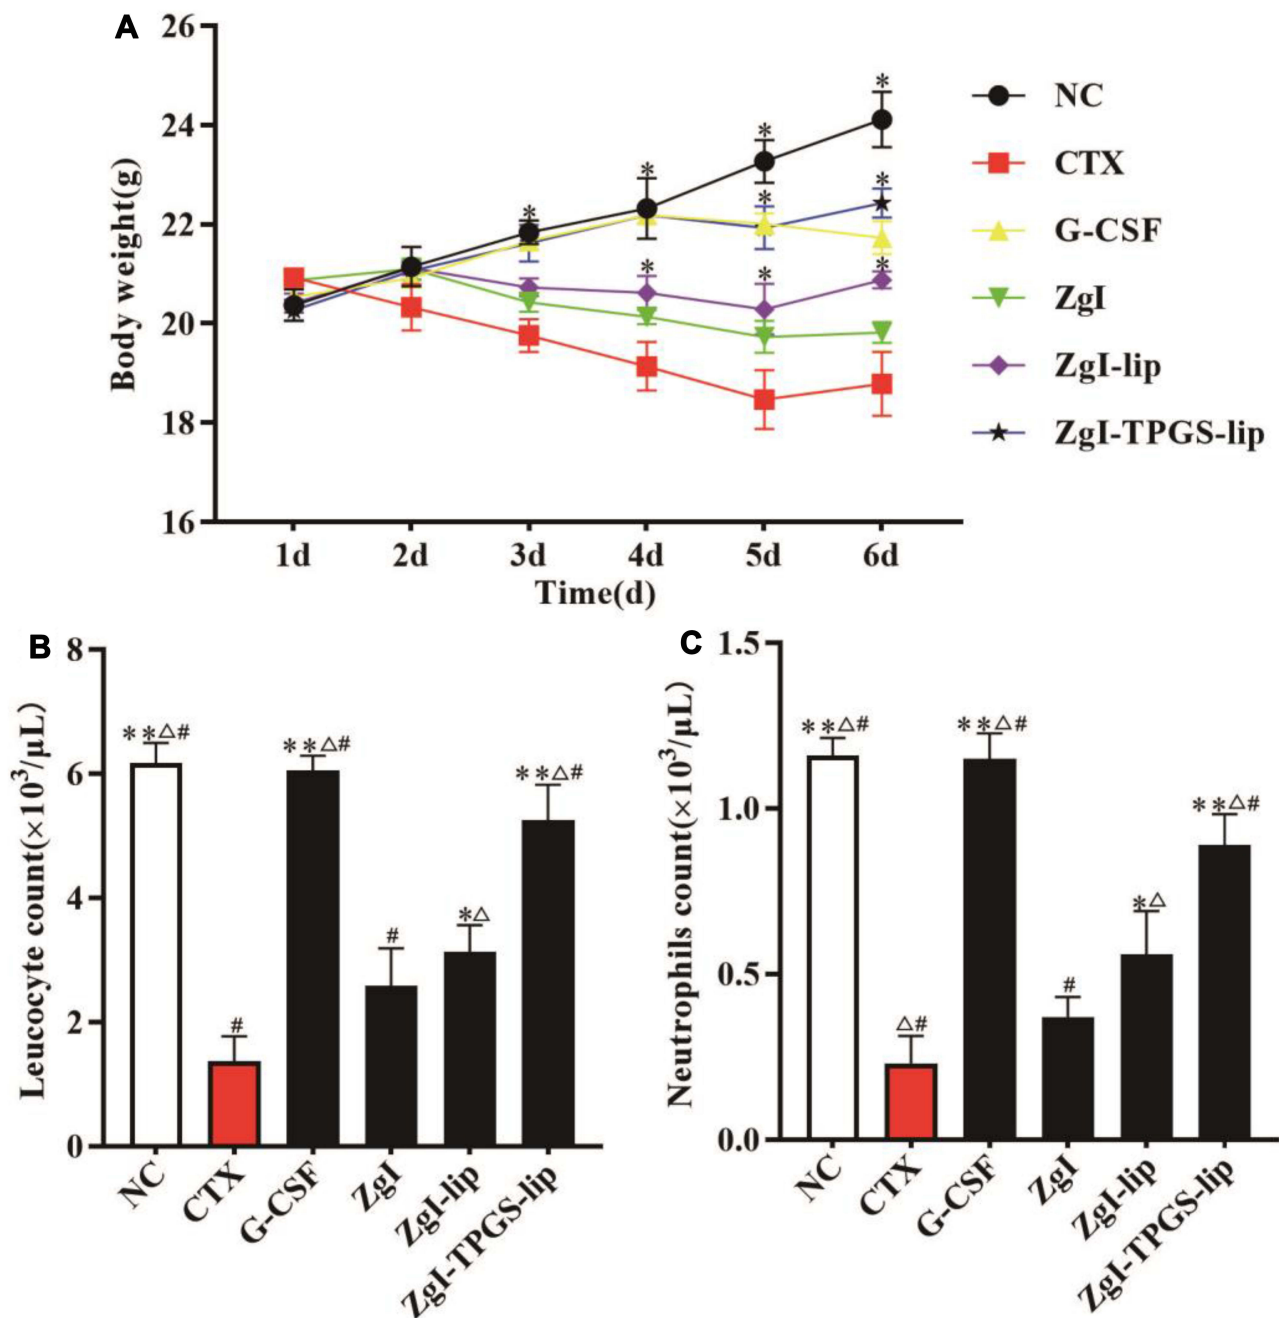 A
26
24
22
20
18
16
Body weight(g)
1d 2d 3d 4d 5d 6d
Time(d)
* * * * * * * * * *
NC
CTX
G-CSF
ZgI
ZgI-lip
ZgI-TPGS-lip
B
8
6
4
2
0
Leucocyte count(×10³/μL)
**△#
#
**△#
#
*△
**△#
NC CTX G-CSF ZgI ZgI-lip ZgI-TPGS-lip
C
1.5
1.0
0.5
0.0
Neutrophils count(×10³/μL)
**△#
△#
**△#
#
*△
**△#
NC CTX G-CSF ZgI ZgI-lip ZgI-TPGS-lip